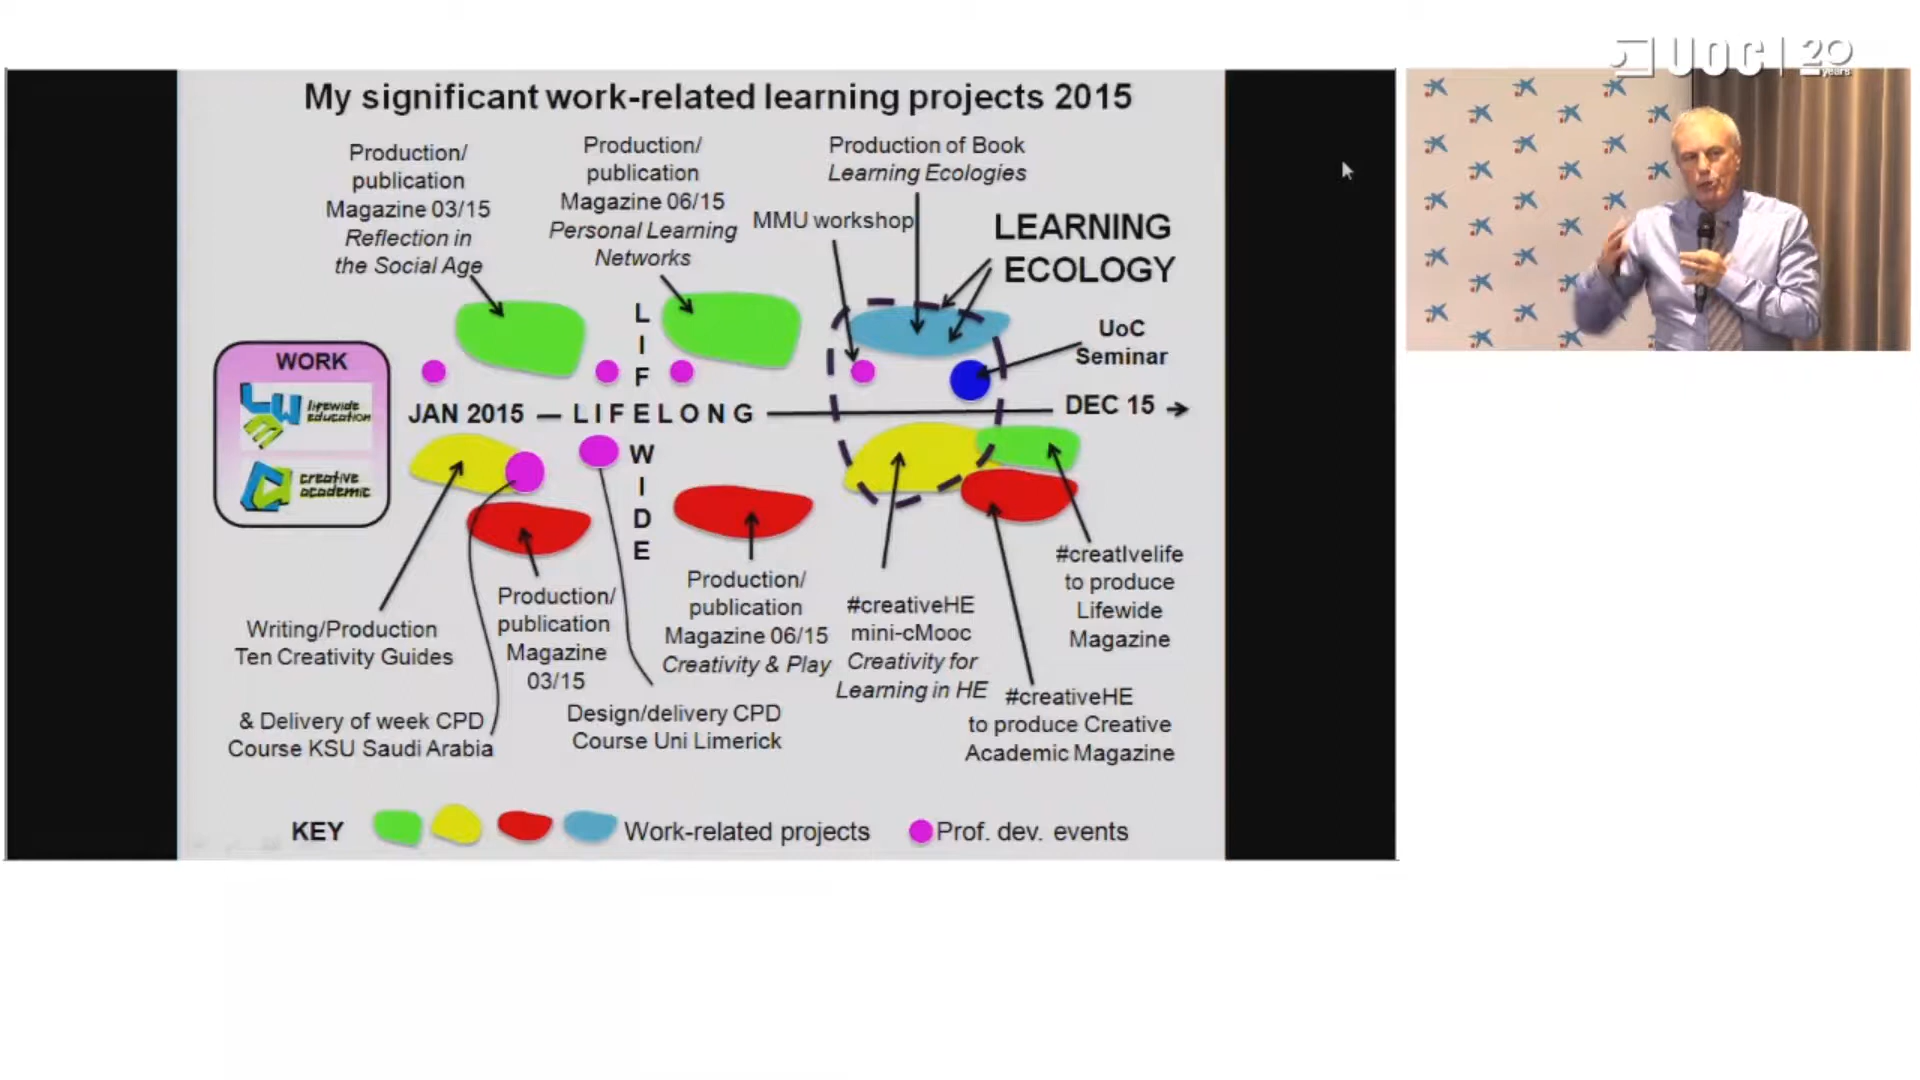 UOC 20 years
My significant work-related learning projects 2015
Production/
publication
Magazine 03/15
Reflection in
the Social Age
Production/
publication
Magazine 06/15
Personal Learning
Networks
MMU workshop
Production of Book
Learning Ecologies
LEARNING
ECOLOGY
UoC
Seminar
WORK
lifewide
education
creative
academic
LIFEWIDE
JAN 2015 — LIFELONG
DEC 15
Writing/Production
Ten Creativity Guides
& Delivery of week CPD
Course KSU Saudi Arabia
Production/
publication
Magazine
03/15
Design/delivery CPD
Course Uni Limerick
Production/
publication
Magazine 06/15
Creativity & Play
#creativeHE
mini-cMooc
Creativity for
Learning in HE
#creatIvelife
to produce
Lifewide
Magazine
#creativeHE
to produce Creative
Academic Magazine
KEY
Work-related projects
Prof. dev. events